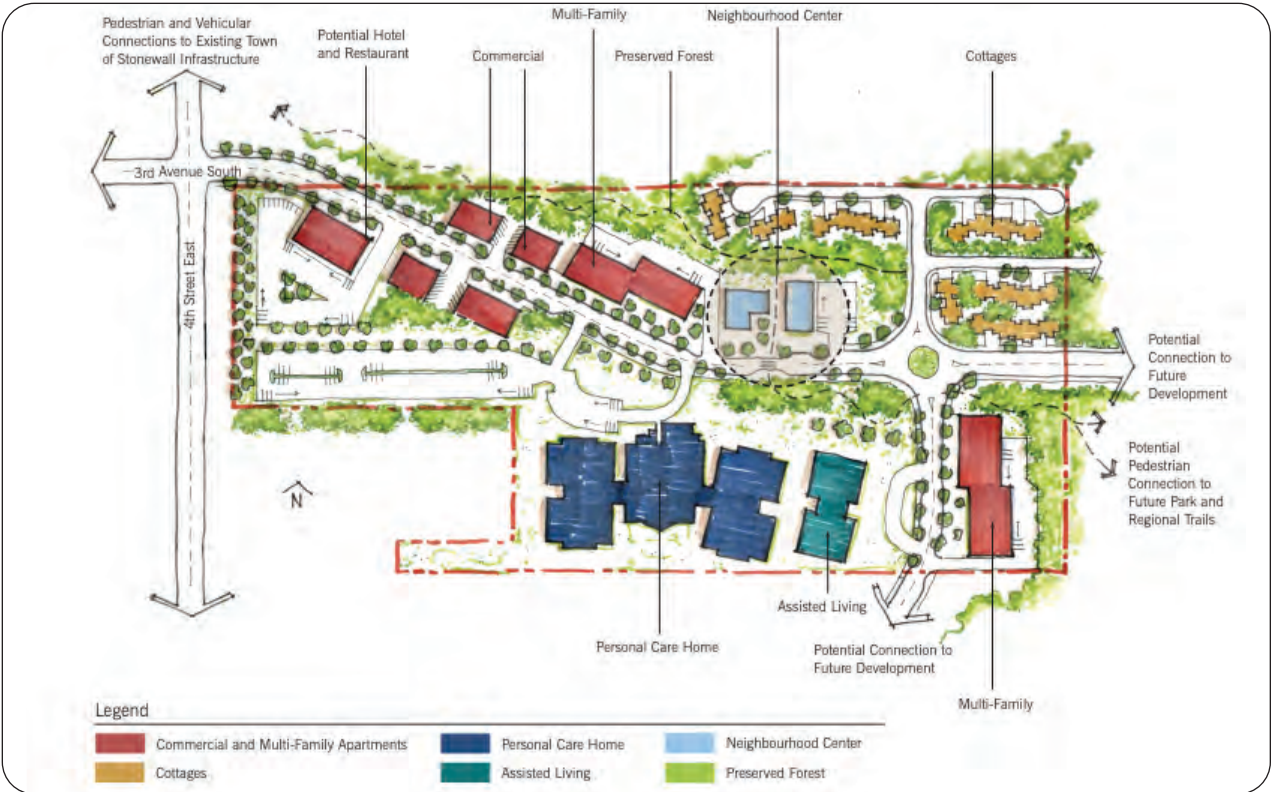 Pedestrian and Vehicular
Connections to Existing Town
of Stonewall Infrastructure
Potential Hotel
and Restaurant
Commercial
Multi-Family
Preserved Forest
Neighbourhood Center
Cottages
3rd Avenue South
4th Street East
N
Potential
Connection to
Future
Development
Potential
Pedestrian
Connection to
Future Park and
Regional Trails
Assisted Living
Personal Care Home
Potential Connection to
Future Development
Multi-Family
Legend
Commercial and Multi-Family Apartments
Personal Care Home
Neighbourhood Center
Cottages
Assisted Living
Preserved Forest